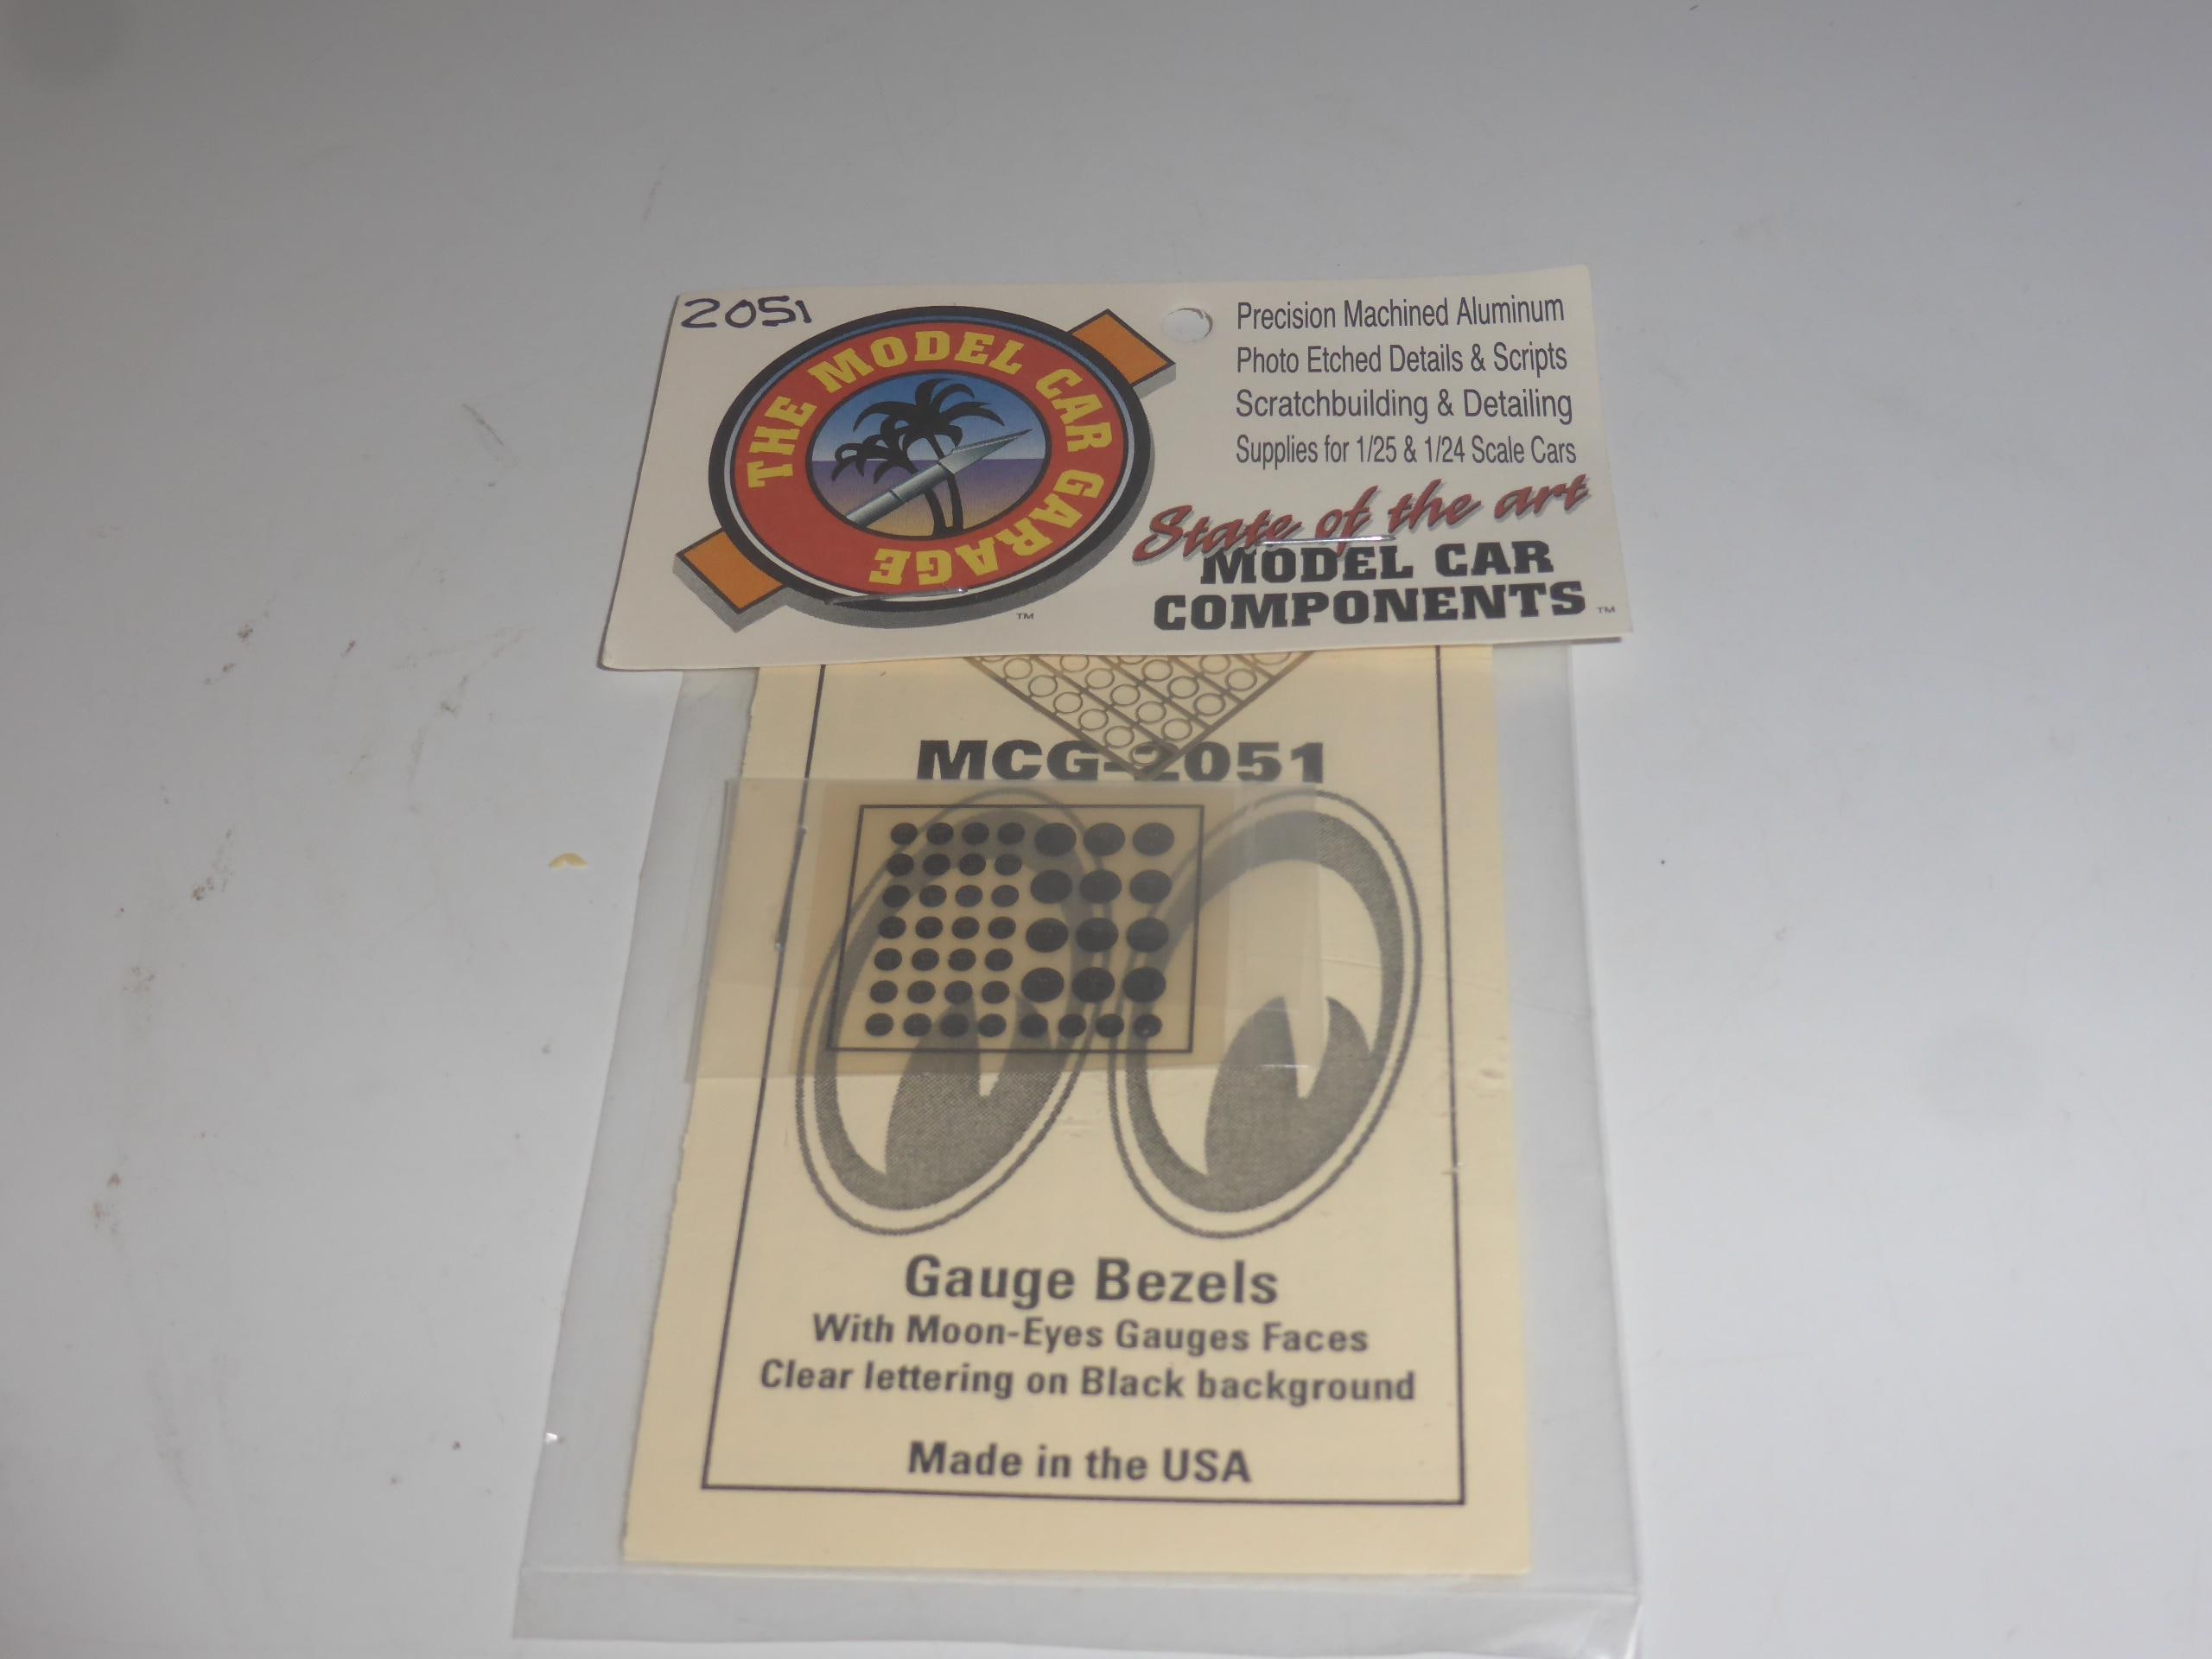 2051
THE MODEL CAR GARAGE
TM
Precision Machined Aluminum
Photo Etched Details & Scripts
Scratchbuilding & Detailing
Supplies for 1/25 & 1/24 Scale Cars
State of the art
MODEL CAR
COMPONENTS TM
MCG-2051
Gauge Bezels
With Moon-Eyes Gauges Faces
Clear lettering on Black background
Made in the USA